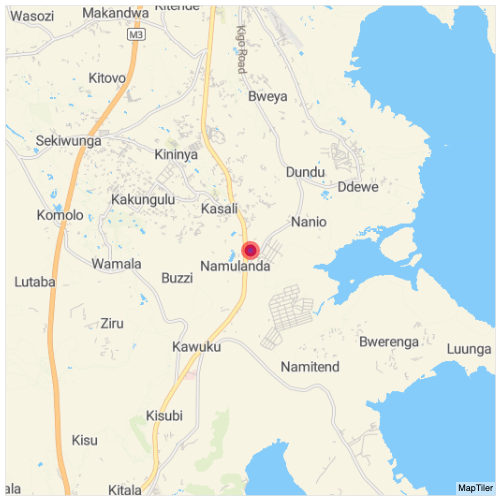 Kitende
Wasozi
Makandwa
M3
Kigo Road
Kitovo
Bweya
Sekiwunga
Kininya
Dundu
Ddewe
Kakungulu
Kasali
Komolo
Nanio
Wamala
Namulanda
Buzzi
Lutaba
Ziru
Kawuku
Bwerenga
Luunga
Namitend
Kisubi
Kisu
ala
Kitala
MapTiler